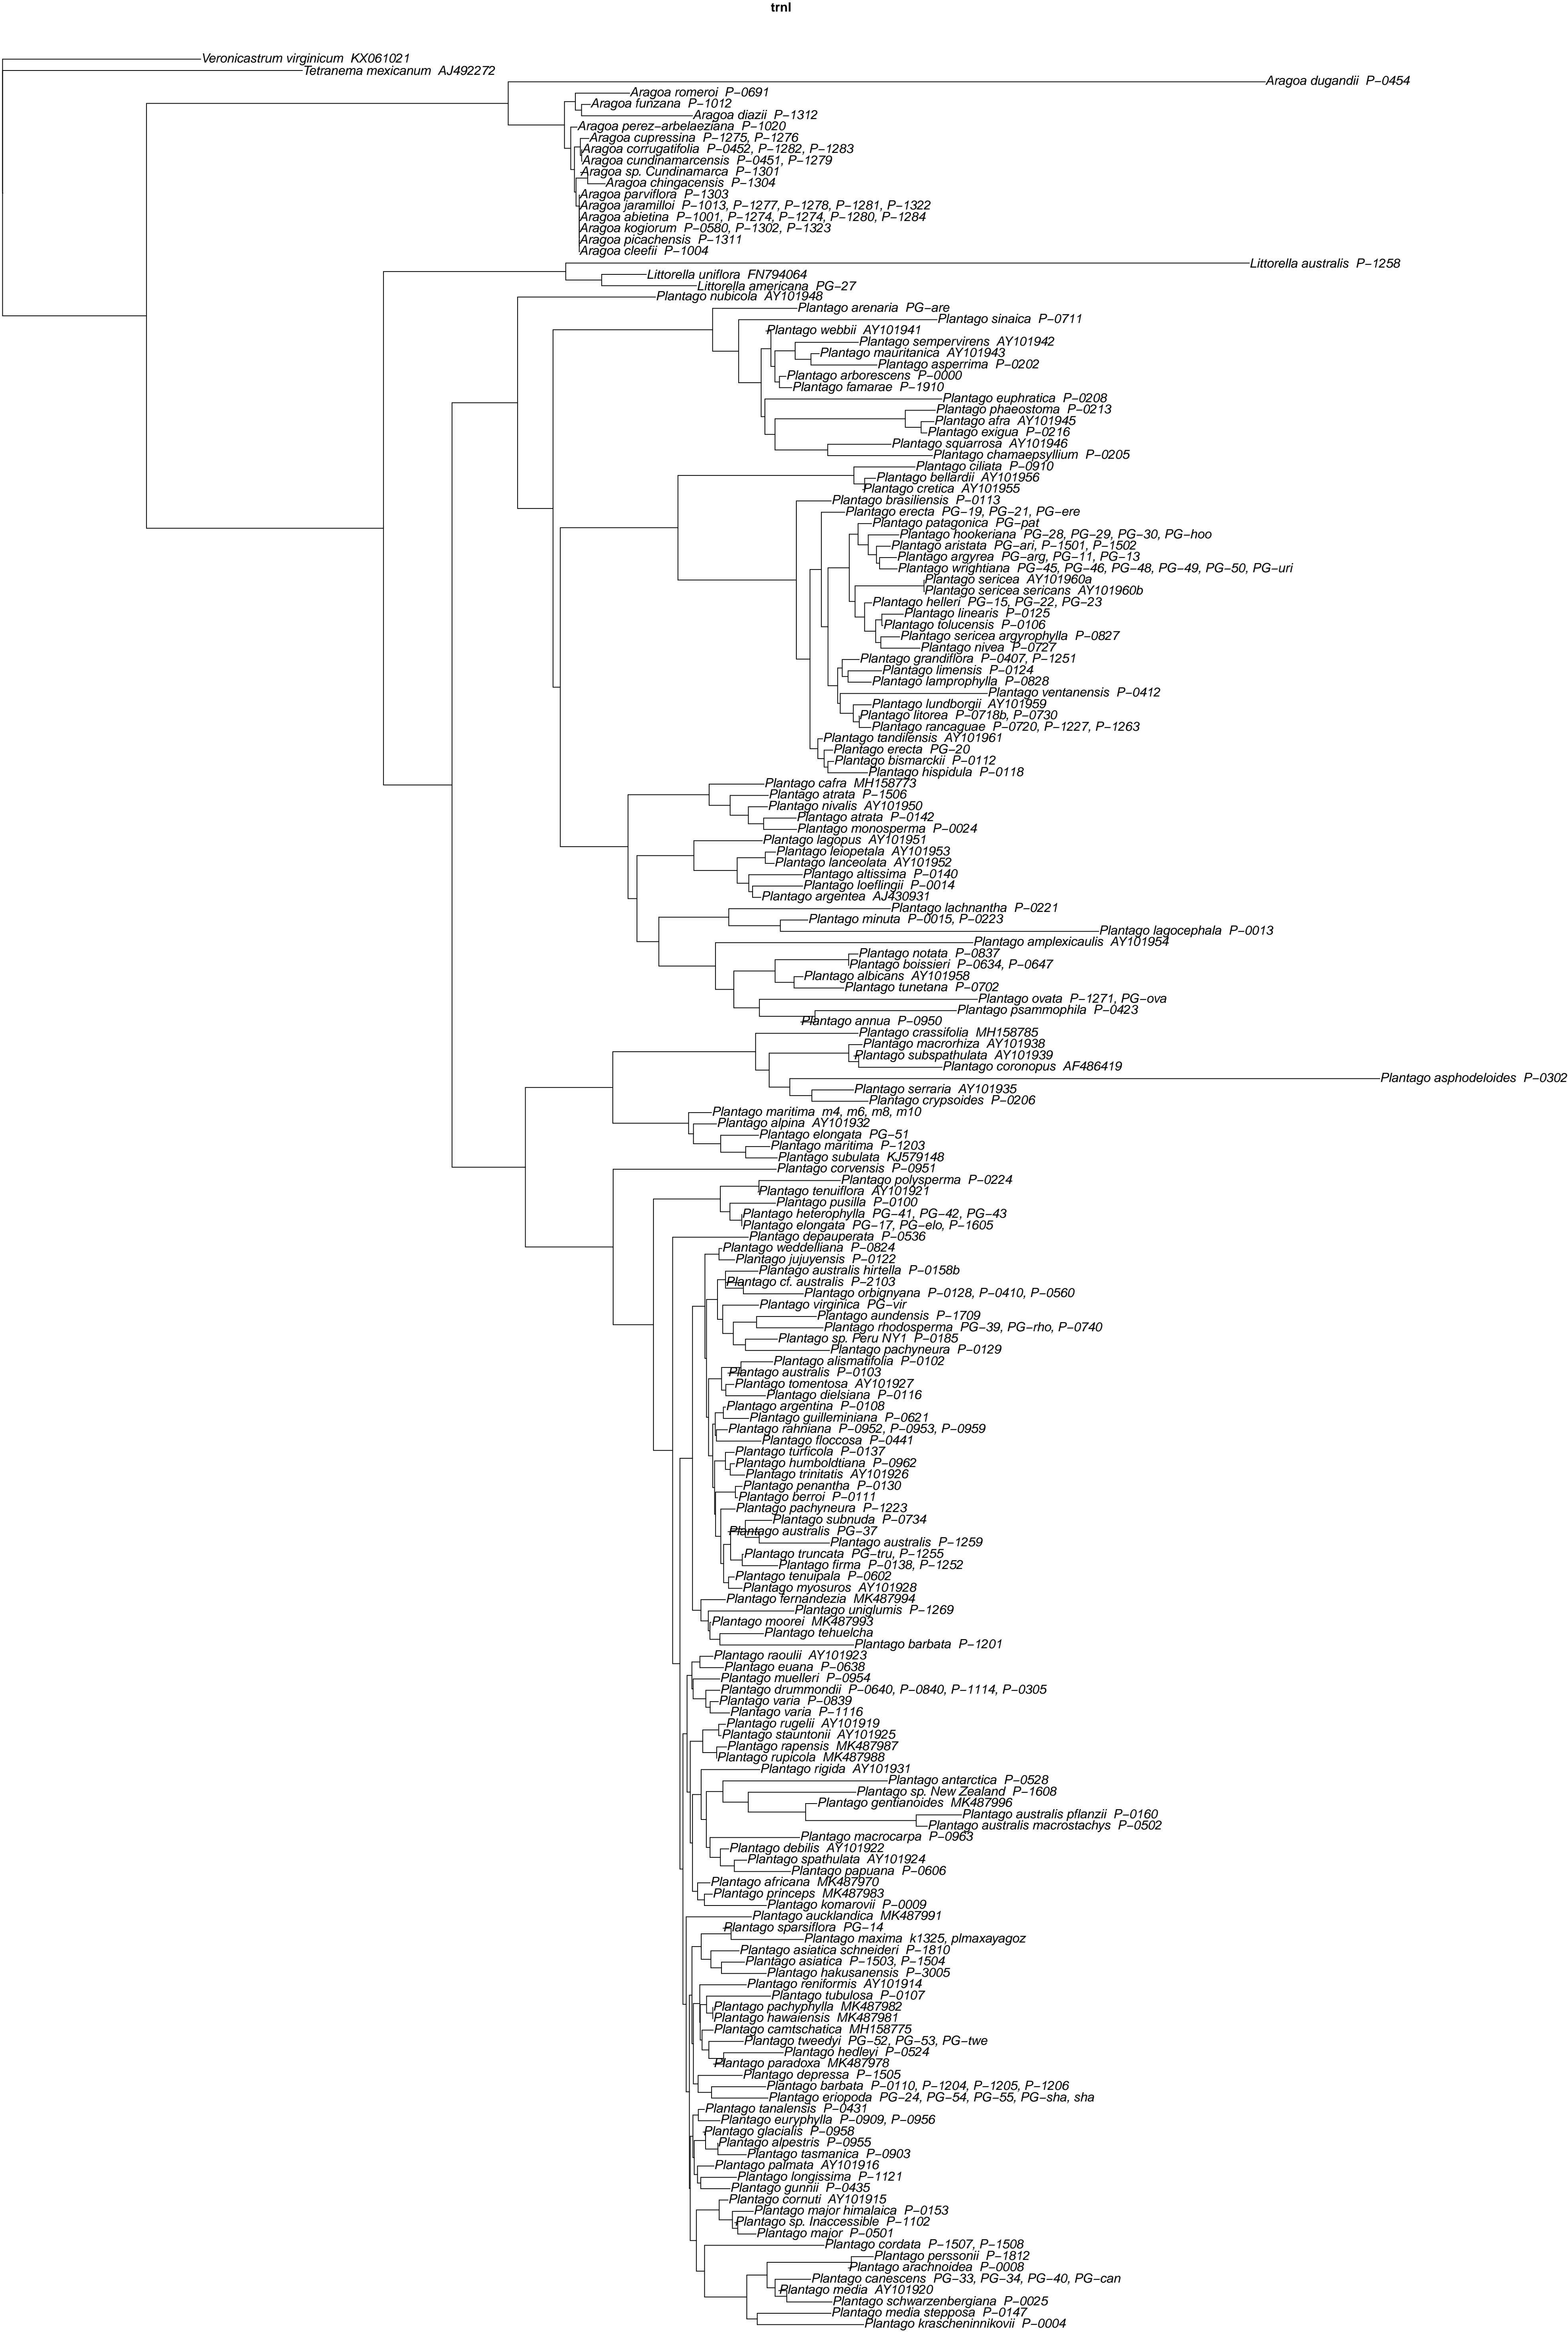 trnl
Veronicastrum virginicum KX061021
Tetranema mexicanum AJ492272
Aragoa dugandii P−0454
Aragoa romeroi P−0691
Aragoa funzana P−1012
Aragoa diazii P−1312
Aragoa perez−arbelaeziana P−1020
Aragoa cupressina P−1275, P−1276
Aragoa corrugatifolia P−0452, P−1282, P−1283
Aragoa cundinamarcensis P−0451, P−1279
Aragoa sp. Cundinamarca P−1301
Aragoa chingacensis P−1304
Aragoa parviflora P−1303
Aragoa jaramilloi P−1013, P−1277, P−1278, P−1281, P−1322
Aragoa abietina P−1001, P−1274, P−1274, P−1280, P−1284
Aragoa kogiorum P−0580, P−1302, P−1323
Aragoa picachensis P−1311
Aragoa cleefii P−1004
Littorella australis P−1258
Littorella uniflora FN794064
Littorella americana PG−27
Plantago nubicola AY101948
Plantago arenaria PG−are
Plantago sinaica P−0711
Plantago webbii AY101941
Plantago sempervirens AY101942
Plantago mauritanica AY101943
Plantago asperrima P−0202
Plantago arborescens P−0000
Plantago famarae P−1910
Plantago euphratica P−0208
Plantago phaeostoma P−0213
Plantago afra AY101945
Plantago exigua P−0216
Plantago squarrosa AY101946
Plantago chamaepsyllium P−0205
Plantago ciliata P−0910
Plantago bellardii AY101956
Plantago cretica AY101955
Plantago brasiliensis P−0113
Plantago erecta PG−19, PG−21, PG−ere
Plantago patagonica PG−pat
Plantago hookeriana PG−28, PG−29, PG−30, PG−hoo
Plantago aristata PG−ari, P−1501, P−1502
Plantago argyrea PG−arg, PG−11, PG−13
Plantago wrightiana PG−45, PG−46, PG−48, PG−49, PG−50, PG−uri
Plantago sericea AY101960a
Plantago sericea sericans AY101960b
Plantago helleri PG−15, PG−22, PG−23
Plantago linearis P−0125
Plantago tolucensis P−0106
Plantago sericea argyrophylla P−0827
Plantago nivea P−0727
Plantago grandiflora P−0407, P−1251
Plantago limensis P−0124
Plantago lamprophylla P−0828
Plantago ventanensis P−0412
Plantago lundborgii AY101959
Plantago litorea P−0718b, P−0730
Plantago rancaguae P−0720, P−1227, P−1263
Plantago tandilensis AY101961
Plantago erecta PG−20
Plantago bismarckii P−0112
Plantago hispidula P−0118
Plantago cafra MH158773
Plantago atrata P−1506
Plantago nivalis AY101950
Plantago atrata P−0142
Plantago monosperma P−0024
Plantago lagopus AY101951
Plantago leiopetala AY101953
Plantago lanceolata AY101952
Plantago altissima P−0140
Plantago loeflingii P−0014
Plantago argentea AJ430931
Plantago lachnantha P−0221
Plantago minuta P−0015, P−0223
Plantago lagocephala P−0013
Plantago amplexicaulis AY101954
Plantago notata P−0837
Plantago boissieri P−0634, P−0647
Plantago albicans AY101958
Plantago tunetana P−0702
Plantago ovata P−1271, PG−ova
Plantago psammophila P−0423
Plantago annua P−0950
Plantago crassifolia MH158785
Plantago macrorhiza AY101938
Plantago subspathulata AY101939
Plantago coronopus AF486419
Plantago asphodeloides P−0302
Plantago serraria AY101935
Plantago crypsoides P−0206
Plantago maritima m4, m6, m8, m10
Plantago alpina AY101932
Plantago elongata PG−51
Plantago maritima P−1203
Plantago subulata KJ579148
Plantago corvensis P−0951
Plantago polysperma P−0224
Plantago tenuiflora AY101921
Plantago pusilla P−0100
Plantago heterophylla PG−41, PG−42, PG−43
Plantago elongata PG−17, PG−elo, P−1605
Plantago depauperata P−0536
Plantago weddelliana P−0824
Plantago jujuyensis P−0122
Plantago australis hirtella P−0158b
Plantago cf. australis P−2103
Plantago orbignyana P−0128, P−0410, P−0560
Plantago virginica PG−vir
Plantago aundensis P−1709
Plantago rhodosperma PG−39, PG−rho, P−0740
Plantago sp. Peru NY1 P−0185
Plantago pachyneura P−0129
Plantago alismatifolia P−0102
Plantago australis P−0103
Plantago tomentosa AY101927
Plantago dielsiana P−0116
Plantago argentina P−0108
Plantago guilleminiana P−0621
Plantago rahniana P−0952, P−0953, P−0959
Plantago floccosa P−0441
Plantago turficola P−0137
Plantago humboldtiana P−0962
Plantago trinitatis AY101926
Plantago penantha P−0130
Plantago berroi P−0111
Plantago pachyneura P−1223
Plantago subnuda P−0734
Plantago australis PG−37
Plantago australis P−1259
Plantago truncata PG−tru, P−1255
Plantago firma P−0138, P−1252
Plantago tenuipala P−0602
Plantago myosuros AY101928
Plantago fernandezia MK487994
Plantago uniglumis P−1269
Plantago moorei MK487993
Plantago tehuelcha
Plantago barbata P−1201
Plantago raoulii AY101923
Plantago euana P−0638
Plantago muelleri P−0954
Plantago drummondii P−0640, P−0840, P−1114, P−0305
Plantago varia P−0839
Plantago varia P−1116
Plantago rugelii AY101919
Plantago stauntonii AY101925
Plantago rapensis MK487987
Plantago rupicola MK487988
Plantago rigida AY101931
Plantago antarctica P−0528
Plantago sp. New Zealand P−1608
Plantago gentianoides MK487996
Plantago australis pflanzii P−0160
Plantago australis macrostachys P−0502
Plantago macrocarpa P−0963
Plantago debilis AY101922
Plantago spathulata AY101924
Plantago papuana P−0606
Plantago africana MK487970
Plantago princeps MK487983
Plantago komarovii P−0009
Plantago aucklandica MK487991
Plantago sparsiflora PG−14
Plantago maxima k1325, plmaxayagoz
Plantago asiatica schneideri P−1810
Plantago asiatica P−1503, P−1504
Plantago hakusanensis P−3005
Plantago reniformis AY101914
Plantago tubulosa P−0107
Plantago pachyphylla MK487982
Plantago hawaiensis MK487981
Plantago camtschatica MH158775
Plantago tweedyi PG−52, PG−53, PG−twe
Plantago hedleyi P−0524
Plantago paradoxa MK487978
Plantago depressa P−1505
Plantago barbata P−0110, P−1204, P−1205, P−1206
Plantago eriopoda PG−24, PG−54, PG−55, PG−sha, sha
Plantago tanalensis P−0431
Plantago euryphylla P−0909, P−0956
Plantago glacialis P−0958
Plantago alpestris P−0955
Plantago tasmanica P−0903
Plantago palmata AY101916
Plantago longissima P−1121
Plantago gunnii P−0435
Plantago cornuti AY101915
Plantago major himalaica P−0153
Plantago sp. Inaccessible P−1102
Plantago major P−0501
Plantago cordata P−1507, P−1508
Plantago perssonii P−1812
Plantago arachnoidea P−0008
Plantago canescens PG−33, PG−34, PG−40, PG−can
Plantago media AY101920
Plantago schwarzenbergiana P−0025
Plantago media stepposa P−0147
Plantago krascheninnikovii P−0004